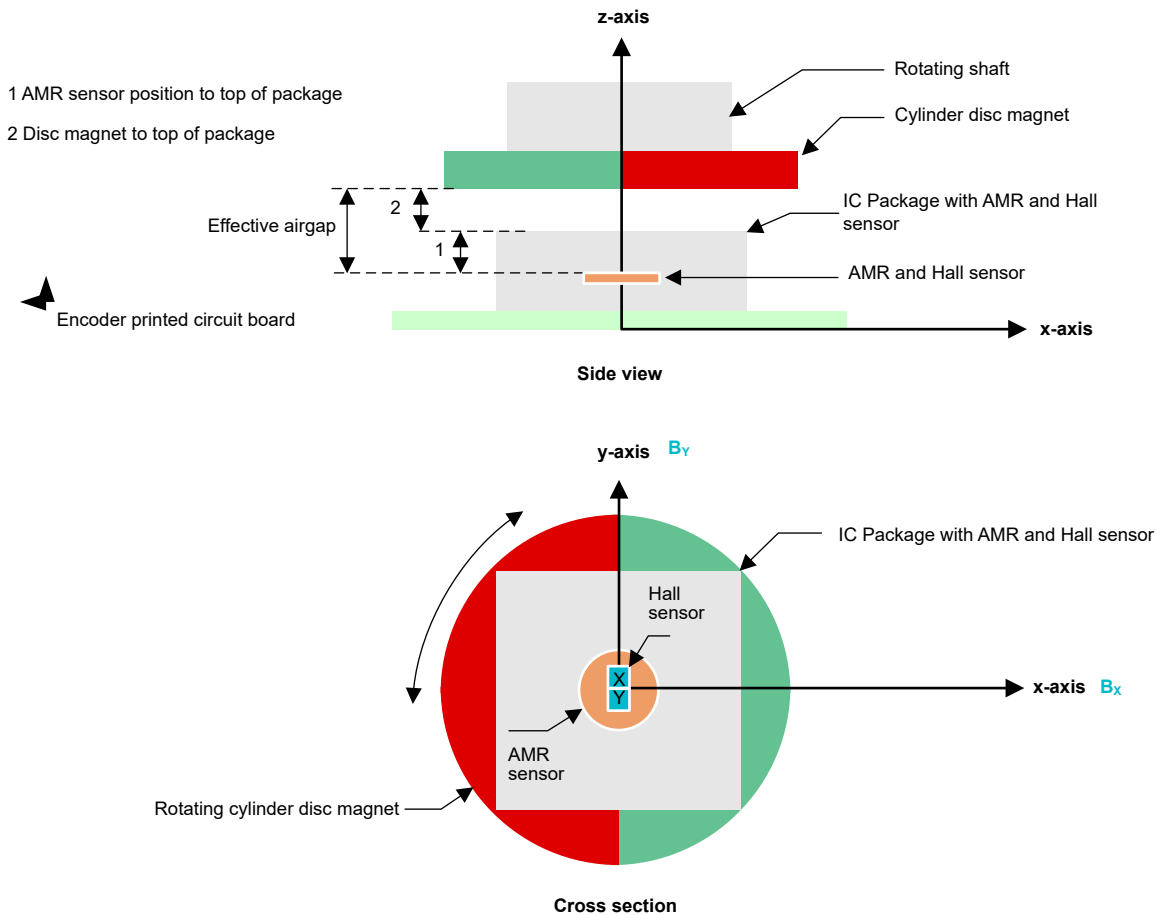 z-axis
Rotating shaft
1 AMR sensor position to top of package
Cylinder disc magnet
2 Disc magnet to top of package
IC Package with AMR and Hall
sensor
2
Effective airgap
1
AMR and Hall sensor
Encoder printed circuit board
x-axis
Side view
y-axis BY
IC Package with AMR and Hall sensor
Hall
sensor
X
Y
x-axis BX
AMR
sensor
Rotating cylinder disc magnet
Cross section